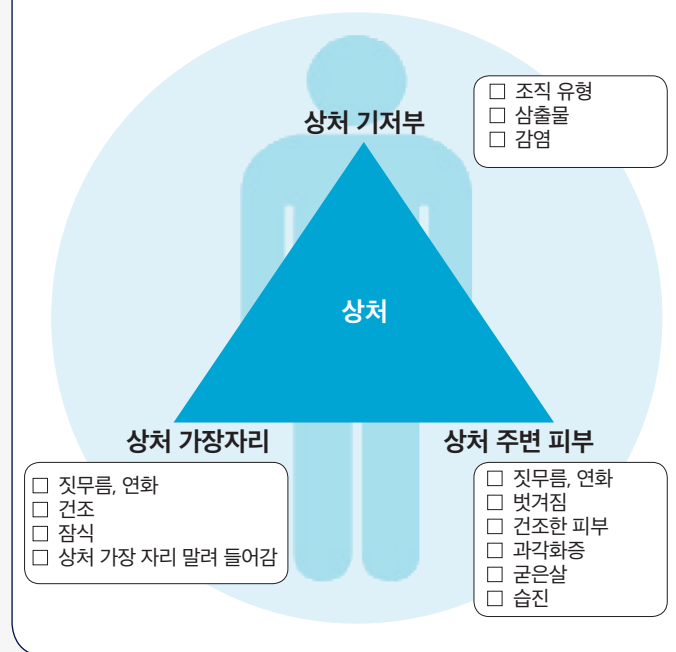 상처 기저부
□ 조직 유형
□ 삼출물
□ 감염
상처
상처 가장자리
□ 짓무름, 연화
□ 건조
□ 잠식
□ 상처 가장 자리 말려 들어감
상처 주변 피부
□ 짓무름, 연화
□ 벗겨짐
□ 건조한 피부
□ 과각화증
□ 굳은살
□ 습진